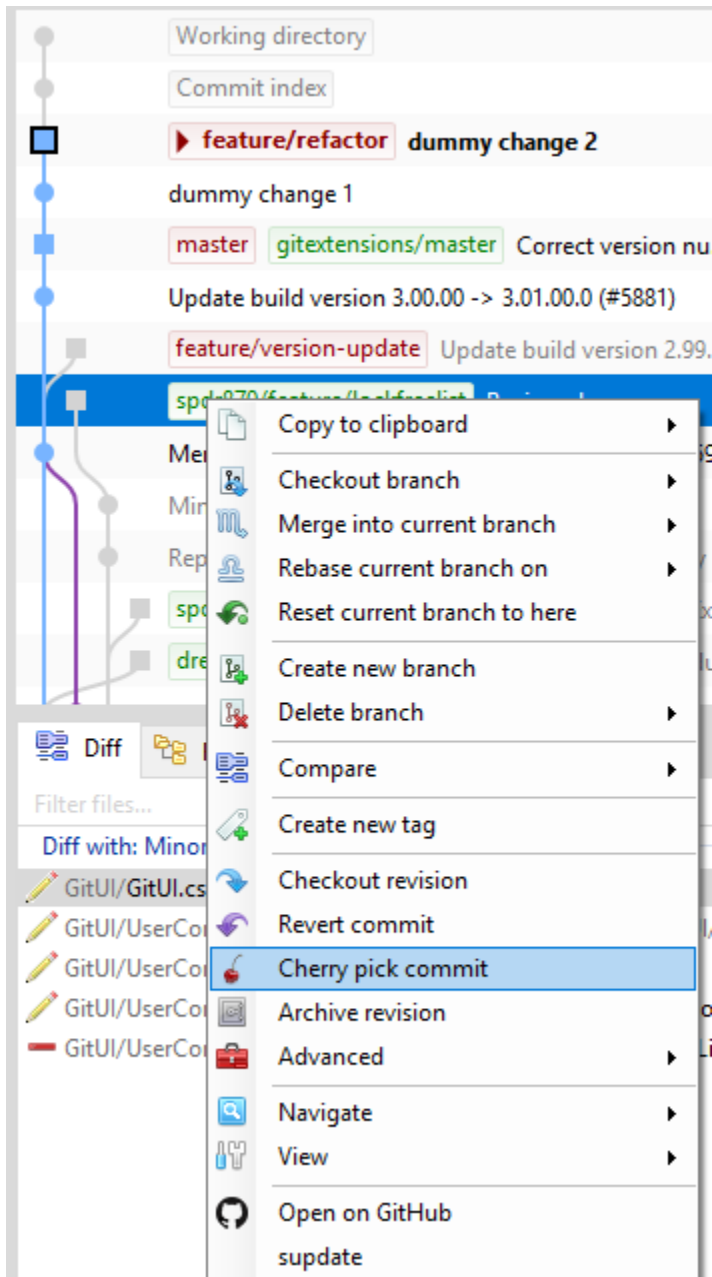 Working directory
Commit index
feature/refactor dummy change 2
dummy change 1
master gitextensions/master Correct version nu
Update build version 3.00.00 -> 3.01.00.0 (#5881)
feature/version-update Update build version 2.99.
Copy to clipboard
Mer
Checkout branch
Min
Merge into current branch
Rep
Rebase current branch on
spd
Reset current branch to here
dre
Create new branch
Delete branch
Diff
Compare
Filter files...
Create new tag
Diff with: Minor
GitUI/GitUI.cs
Checkout revision
GitUI/UserCo
Revert commit
GitUI/UserCo
Cherry pick commit
GitUI/UserCo
Archive revision
GitUI/UserCo
Advanced
Navigate
View
Open on GitHub
supdate